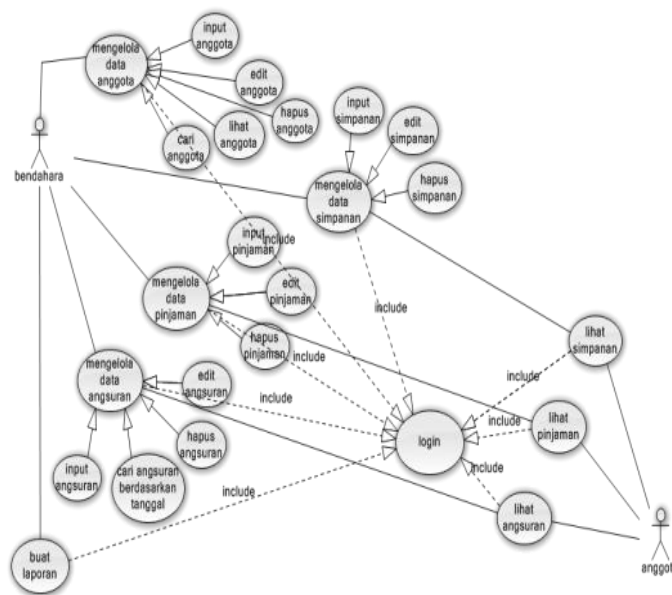 input
anggota
mengelola
data
anggota
edit
anggota
hapus
anggota
lihat
anggota
cari
anggota
input
simpanan
edit
simpanan
hapus
simpanan
mengelola
data
simpanan
bendahara
input
pinjaman
include
mengelola
data
pinjaman
edit
pinjaman
include
hapus
pinjaman
include
lihat
simpanan
mengelola
data
angsuran
edit
angsuran
include
include
lihat
pinjaman
include
login
hapus
angsuran
input
angsuran
cari angsuran
berdasarkan
tanggal
include
include
lihat
angsuran
buat
laporan
anggot